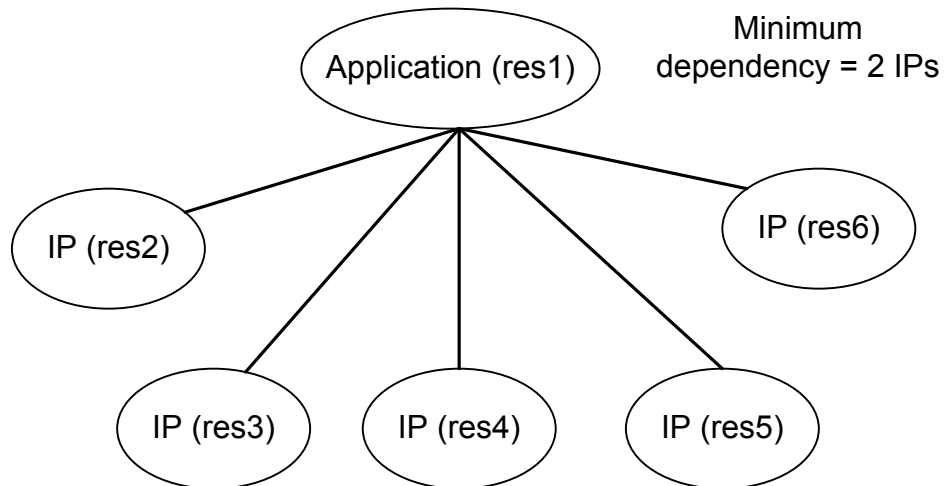 Application (res1)
Minimum
dependency = 2 IPs
IP (res2)
IP (res6)
IP (res3)
IP (res4)
IP (res5)